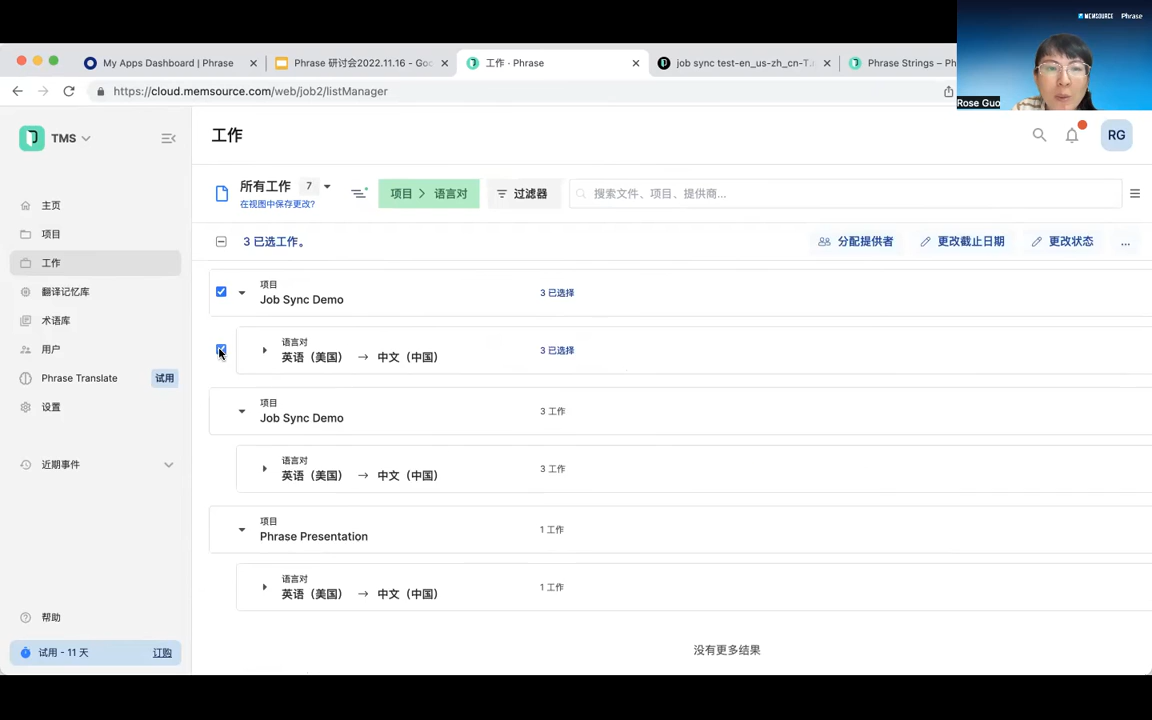 MEMSOURCE Phrase
My Apps Dashboard | Phrase
Phrase 研讨会2022.11.16 - Goo
工作 · Phrase
job sync test-en_us-zh_cn-T.m
Phrase Strings – Ph
Rose Guo
https://cloud.memsource.com/web/job2/listManager
TMS
工作
RG
主页
项目
工作
翻译记忆库
术语库
用户
Phrase Translate
试用
设置
近期事件
帮助
试用 - 11 天
订购
所有工作
7
在视图中保存更改?
项目
语言对
过滤器
搜索文件、项目、提供商...
3 已选工作。
分配提供者
更改截止日期
更改状态
...
项目
Job Sync Demo
3 已选择
语言对
英语（美国） → 中文（中国）
3 已选择
项目
Job Sync Demo
3 工作
语言对
英语（美国） → 中文（中国）
3 工作
项目
Phrase Presentation
1 工作
语言对
英语（美国） → 中文（中国）
1 工作
没有更多结果